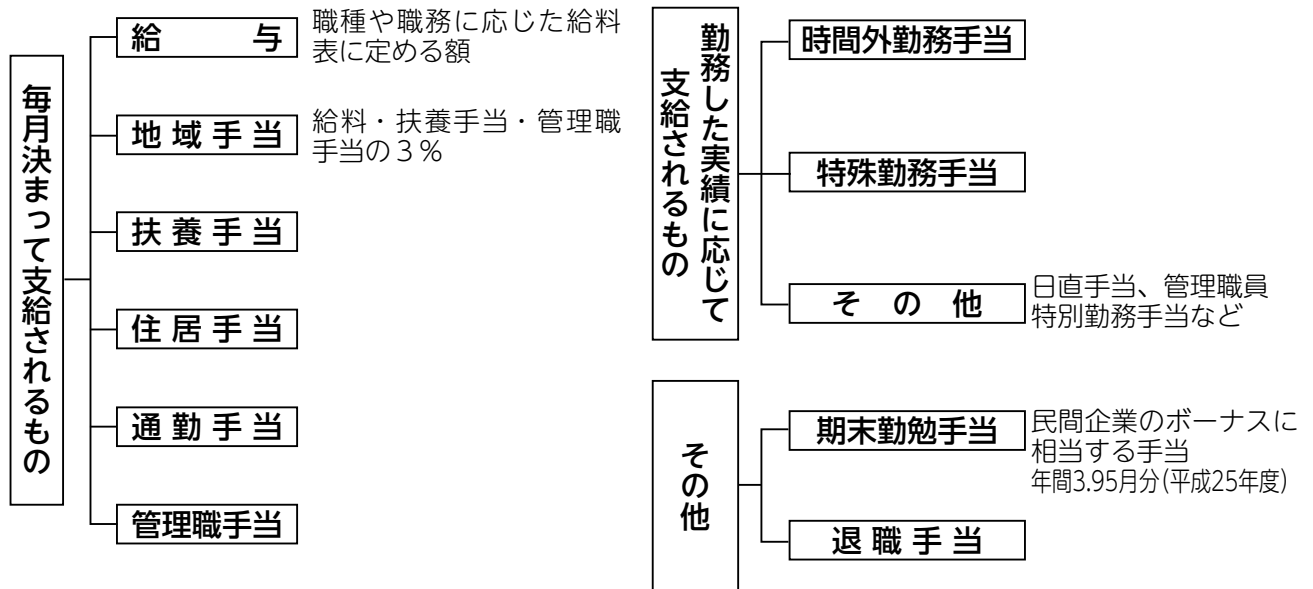 毎月決まって支給されるもの
給与
職種や職務に応じた給料
表に定める額
地域手当
給料・扶養手当・管理職
手当の３％
扶養手当
住居手当
通勤手当
管理職手当
勤務した実績に応じて
支給されるもの
時間外勤務手当
特殊勤務手当
その他
日直手当、管理職員
特別勤務手当など
その他
期末勤勉手当
民間企業のボーナスに
相当する手当
年間3.95月分(平成25年度)
退職手当